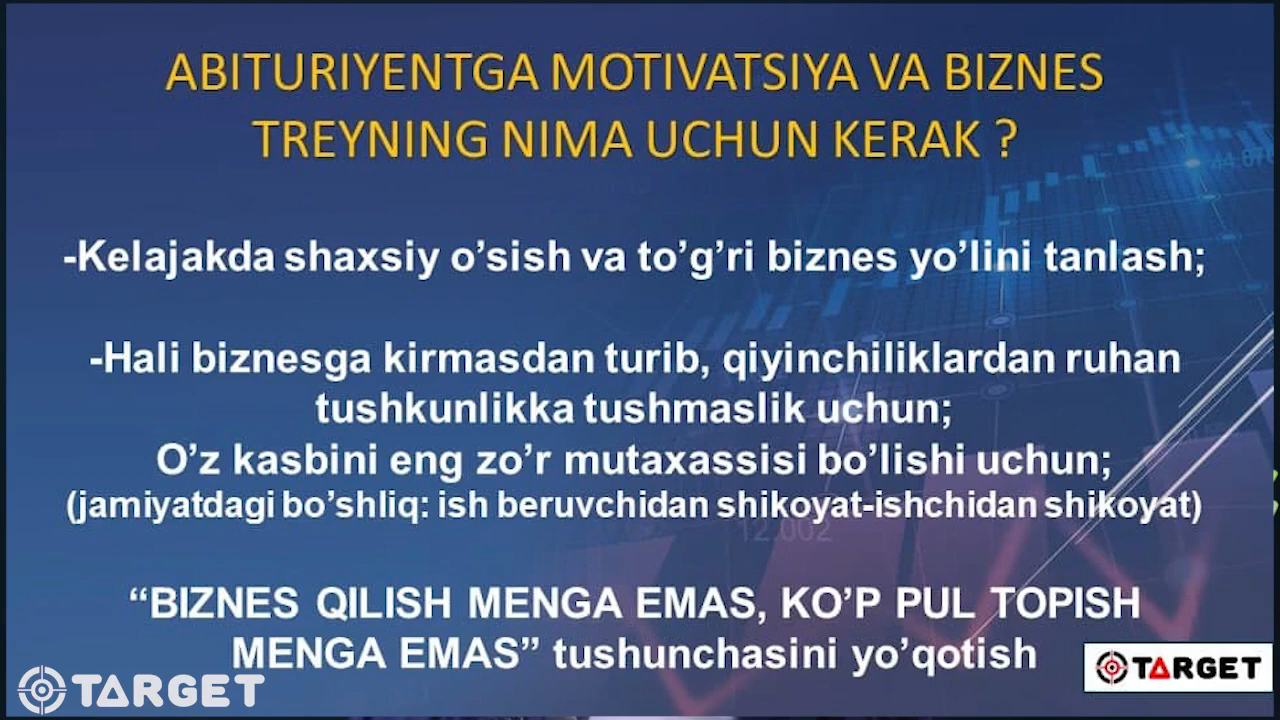 ABITURIYENTGA MOTIVATSIYA VA BIZNES
TREYNING NIMA UCHUN KERAK ?
-Kelajakda shaxsiy o’sish va to’g’ri biznes yo’lini tanlash;
-Hali biznesga kirmasdan turib, qiyinchiliklardan ruhan
tushkunlikka tushmaslik uchun;
O’z kasbini eng zo’r mutaxassisi bo’lishi uchun;
(jamiyatdagi bo’shliq: ish beruvchidan shikoyat-ishchidan shikoyat)
12.002
“BIZNES QILISH MENGA EMAS, KO’P PUL TOPISH
MENGA EMAS” tushunchasini yo’qotish
TARGET
TARGET